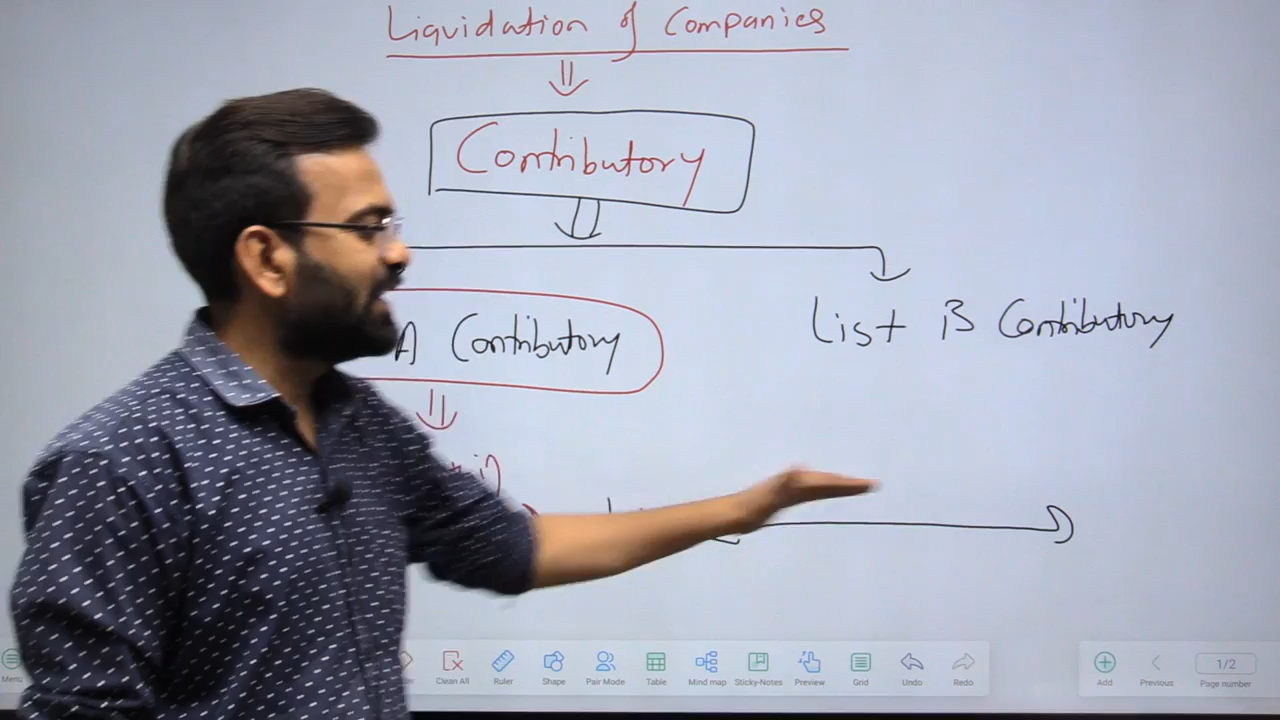 Liquidation of Companies
Contributory
A Contributory
List B Contributory
Menu
Clean All
Ruler
Shape
Pair Mode
Table
Mind map
Sticky-Notes
Preview
Grid
Undo
Redo
Add
Previous
1/2
Page number